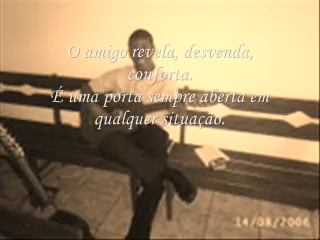 O amigo revela, desvenda,
conforta.
É uma porta sempre aberta em
qualquer situação.
14/08/2006